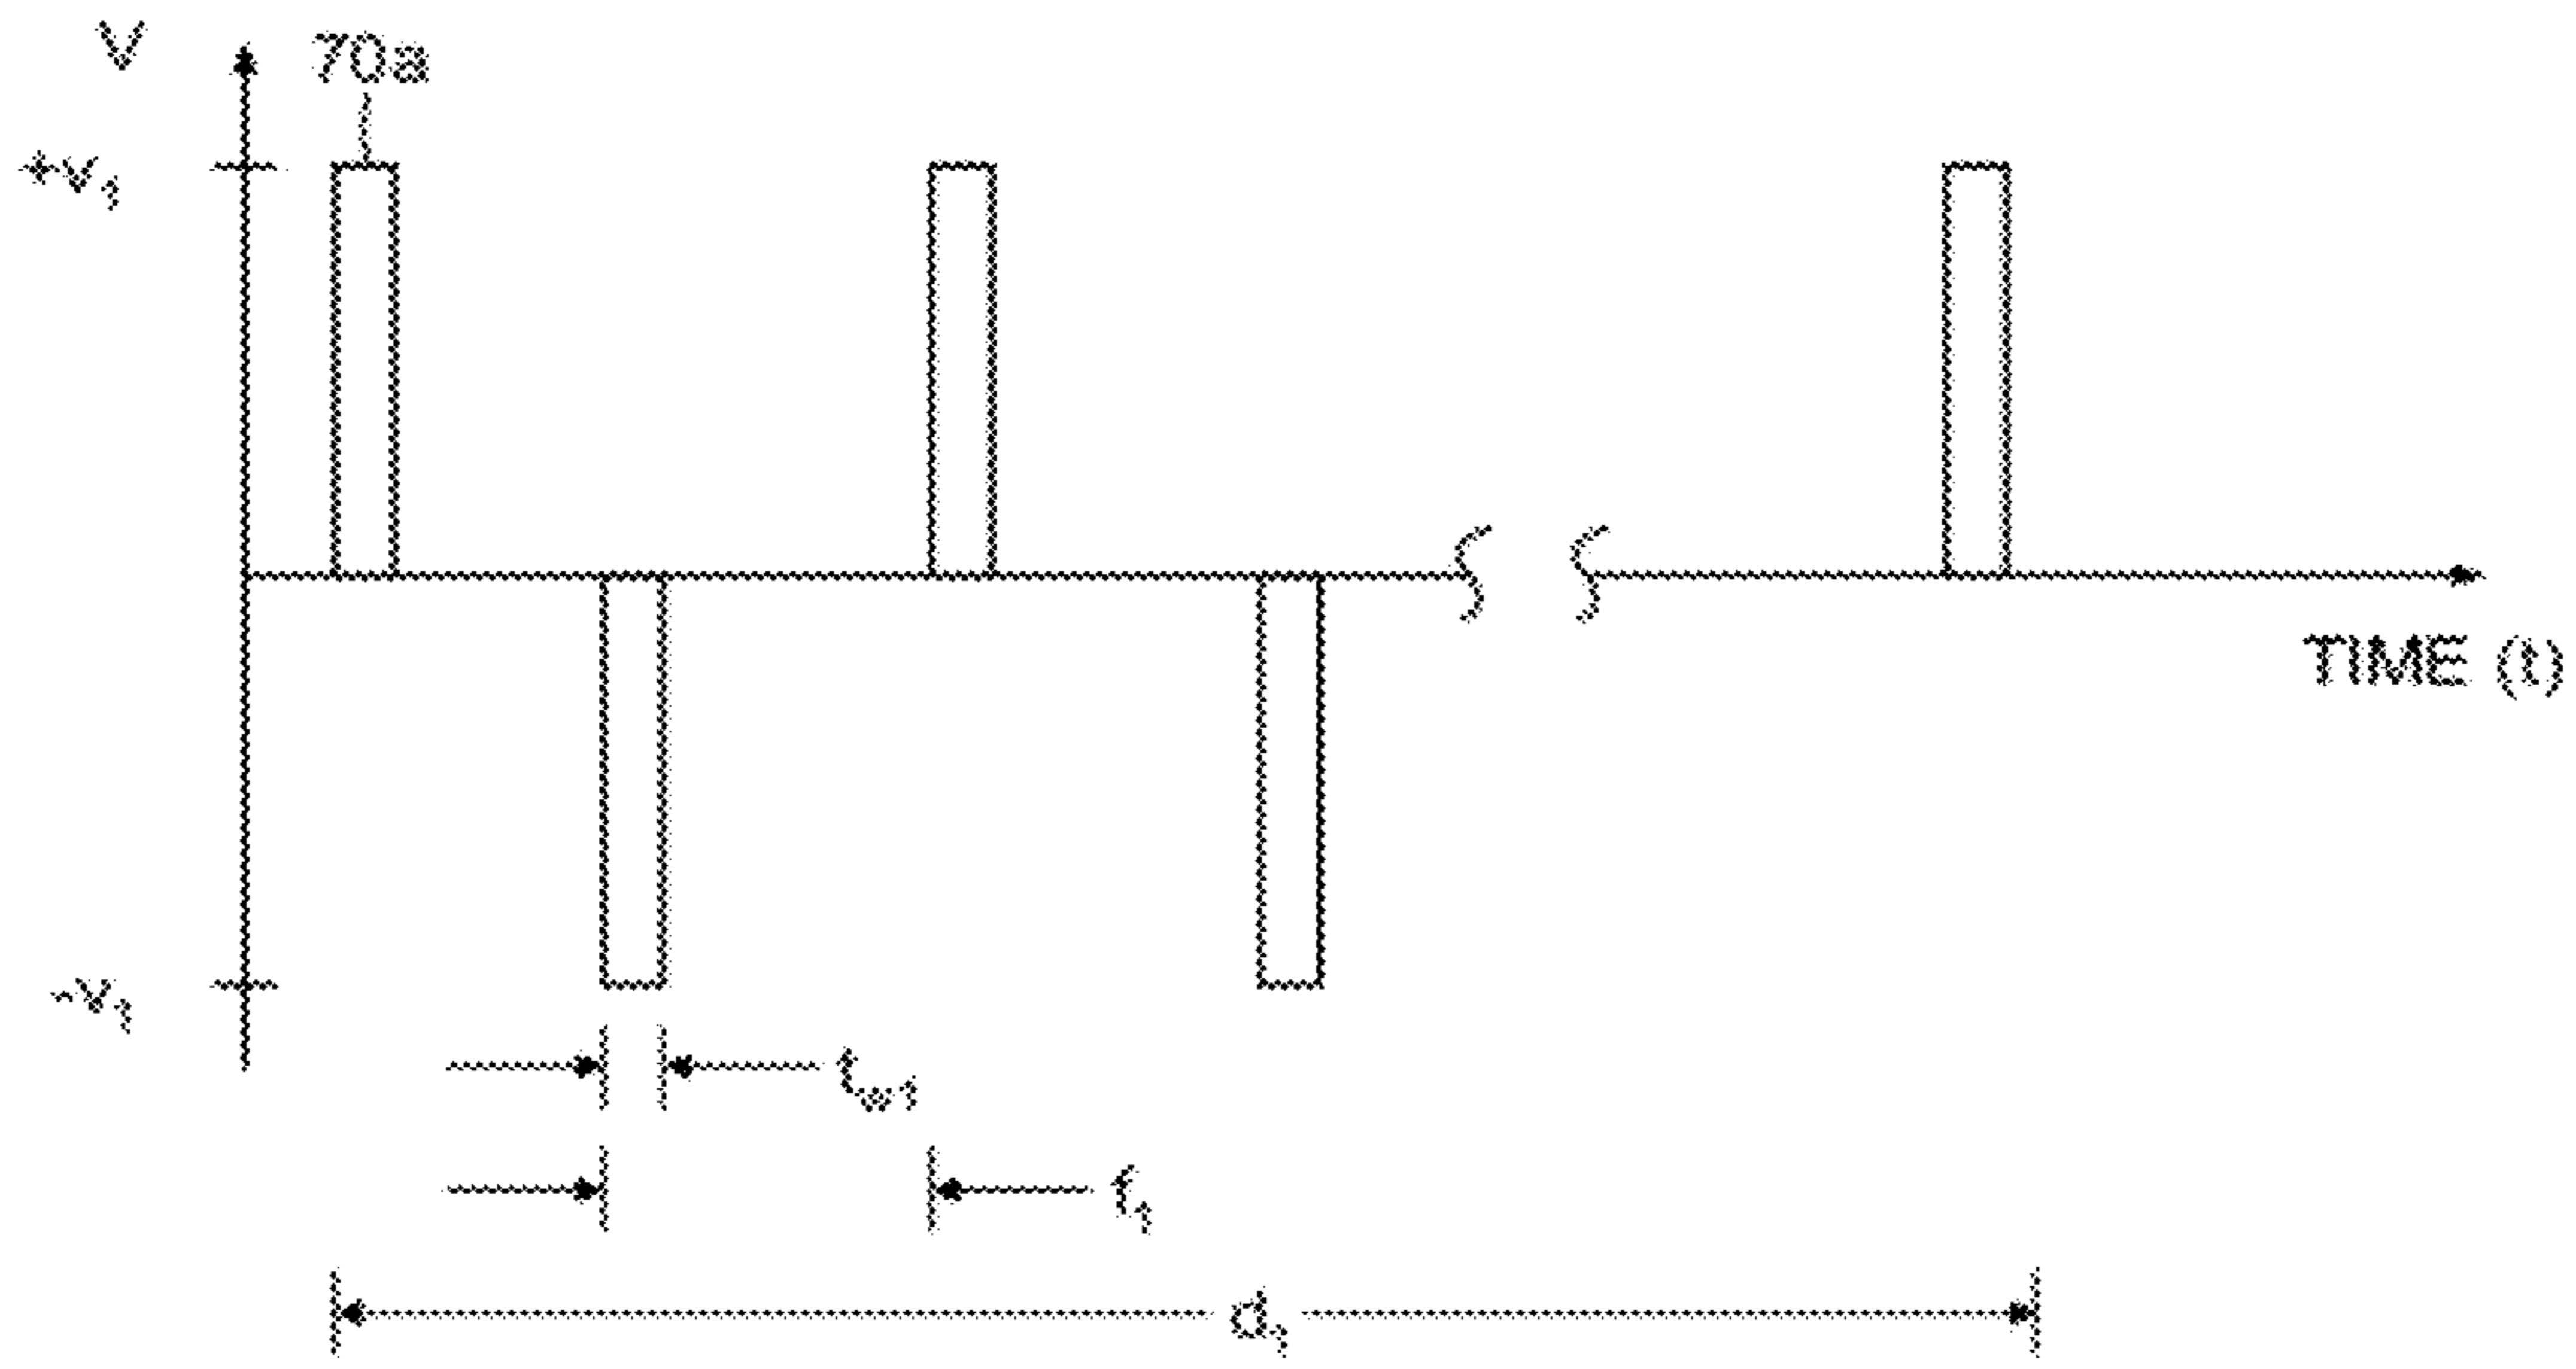 V
70a
+v₁
TIME (t)
-v₁
tw₁
f₁
d₁